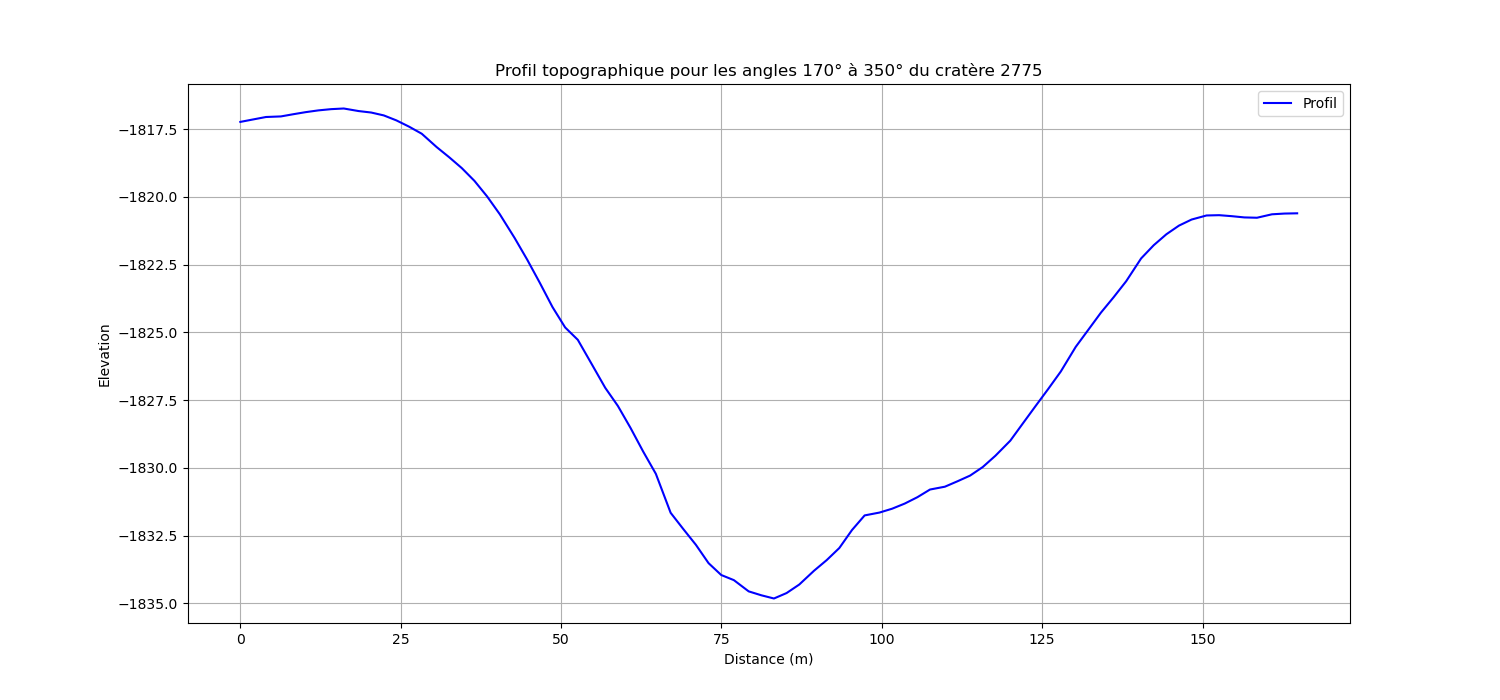 Profil topographique pour les angles 170° à 350° du cratère 2775
Profil
Elevation
−1817.5
−1820.0
−1822.5
−1825.0
−1827.5
−1830.0
−1832.5
−1835.0
0 25 50 75 100 125 150
Distance (m)